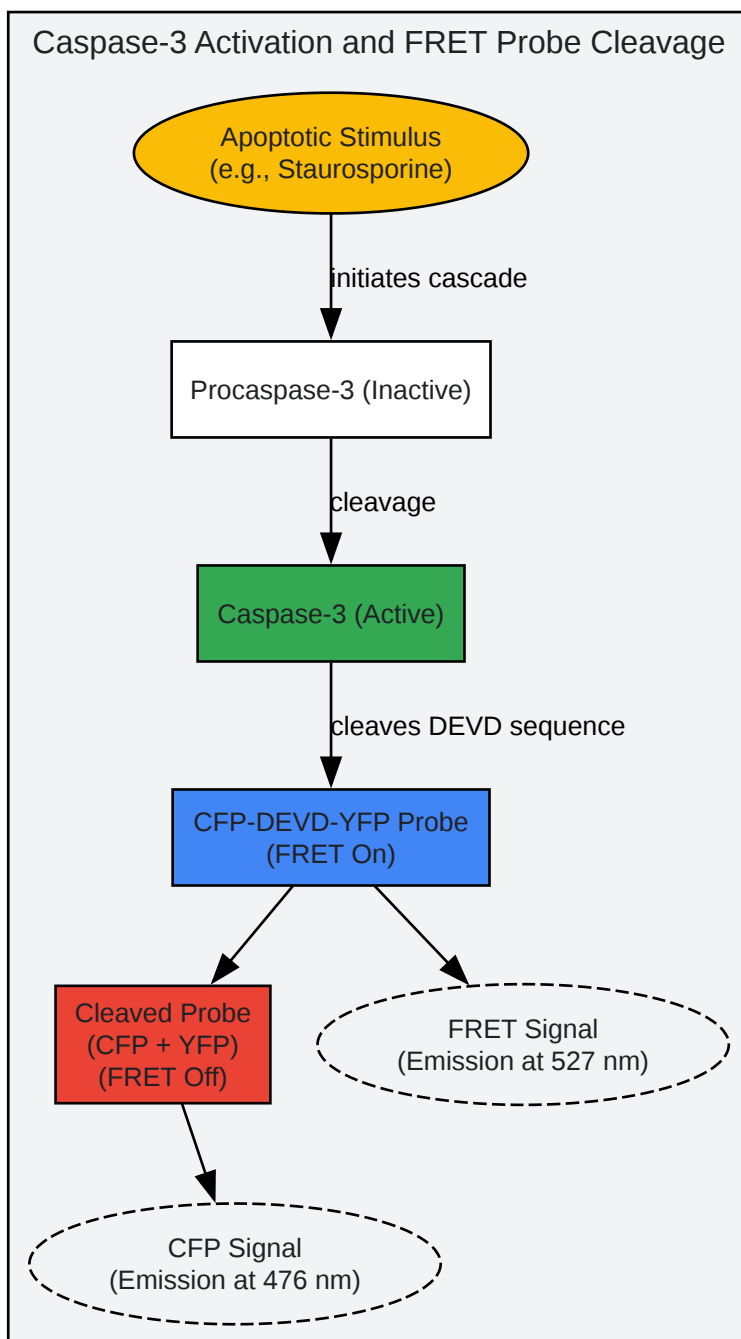 Caspase-3 Activation and FRET Probe Cleavage
Apoptotic Stimulus
(e.g., Staurosporine)
initiates cascade
Procaspase-3 (Inactive)
cleavage
Caspase-3 (Active)
cleaves DEVD sequence
CFP-DEVD-YFP Probe
(FRET On)
Cleaved Probe
(CFP + YFP)
(FRET Off)
FRET Signal
(Emission at 527 nm)
CFP Signal
(Emission at 476 nm)